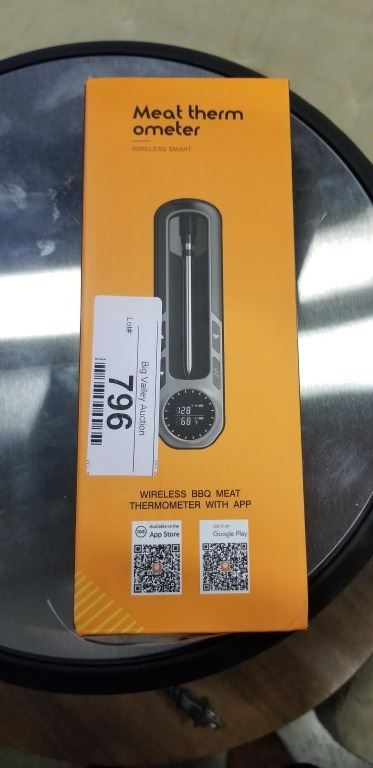 Meat therm
ometer
WIRELESS SMART
Lot#
796
Big Valley Auction
128
68
WIRELESS BBQ MEAT
THERMOMETER WITH APP
Available on the
iOS
App Store
Get it on
Google Play